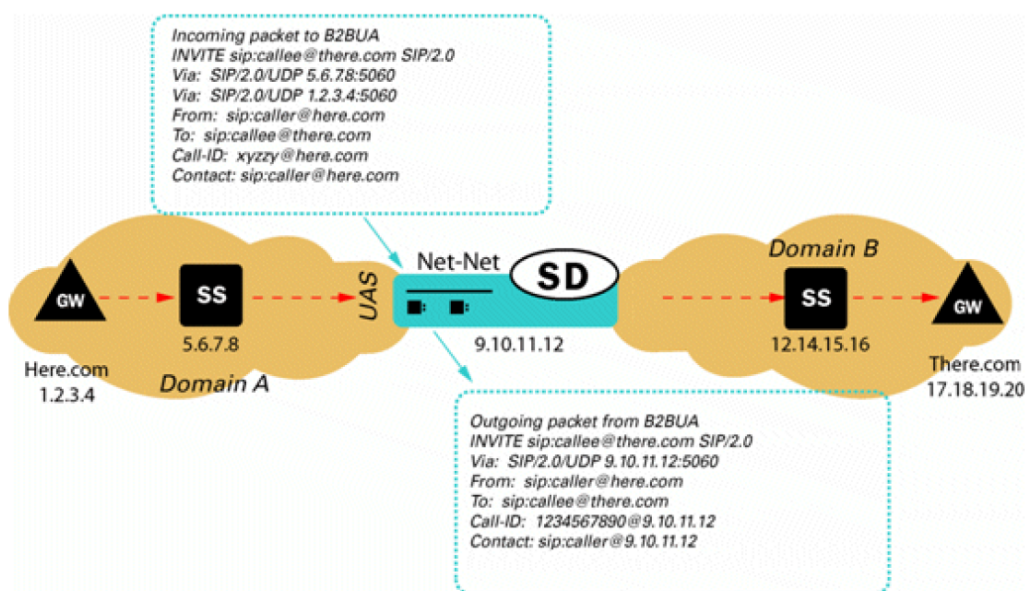 Incoming packet to B2BUA
INVITE sip:callee@there.com SIP/2.0
Via: SIP/2.0/UDP 5.6.7.8:5060
Via: SIP/2.0/UDP 1.2.3.4:5060
From: sip:caller@here.com
To: sip:callee@there.com
Call-ID: xyzzy@here.com
Contact: sip:caller@here.com
GW
Here.com
1.2.3.4
SS
5.6.7.8
Domain A
UAS
Net-Net
SD
9.10.11.12
Domain B
SS
12.14.15.16
GW
There.com
17.18.19.20
Outgoing packet from B2BUA
INVITE sip:callee@there.com SIP/2.0
Via: SIP/2.0/UDP 9.10.11.12:5060
From: sip:caller@here.com
To: sip:callee@there.com
Call-ID: 1234567890@9.10.11.12
Contact: sip:caller@9.10.11.12